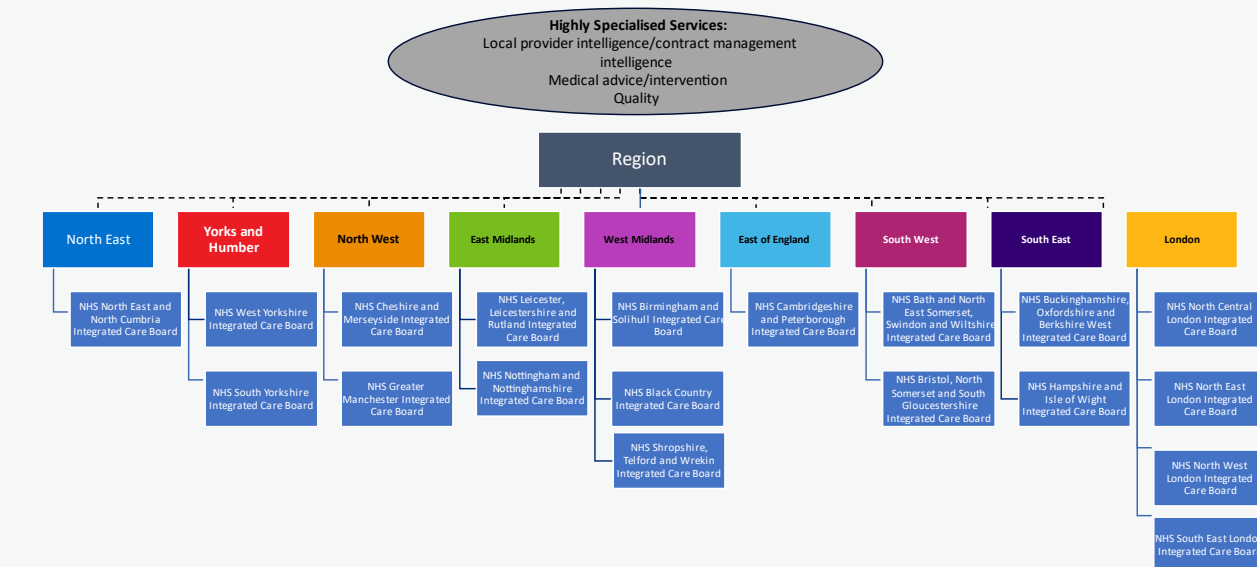 Highly Specialised Services:
Local provider intelligence/contract management
intelligence
Medical advice/intervention
Quality
Region
North East
Yorks and
Humber
North West
East Midlands
West Midlands
East of England
South West
South East
London
NHS North East and
North Cumbria
Integrated Care Board
NHS West Yorkshire
Integrated Care Board
NHS South Yorkshire
Integrated Care Board
NHS Cheshire and
Merseyside Integrated
Care Board
NHS Greater
Manchester Integrated
Care Board
NHS Leicester,
Leicestershire and
Rutland Integrated
Care Board
NHS Nottingham and
Nottinghamshire
Integrated Care Board
NHS Birmingham and
Solihull Integrated Care
Board
NHS Black Country
Integrated Care Board
NHS Shropshire,
Telford and Wrekin
Integrated Care Board
NHS Cambridgeshire
and Peterborough
Integrated Care Board
NHS Bath and North
East Somerset,
Swindon and Wiltshire
Integrated Care Board
NHS Bristol, North
Somerset and South
Gloucestershire
Integrated Care Board
NHS Buckinghamshire,
Oxfordshire and
Berkshire West
Integrated Care Board
NHS Hampshire and
Isle of Wight
Integrated Care Board
NHS North Central
London Integrated
Care Board
NHS North East
London Integrated
Care Board
NHS North West
London Integrated
Care Board
NHS South East London
Integrated Care Board